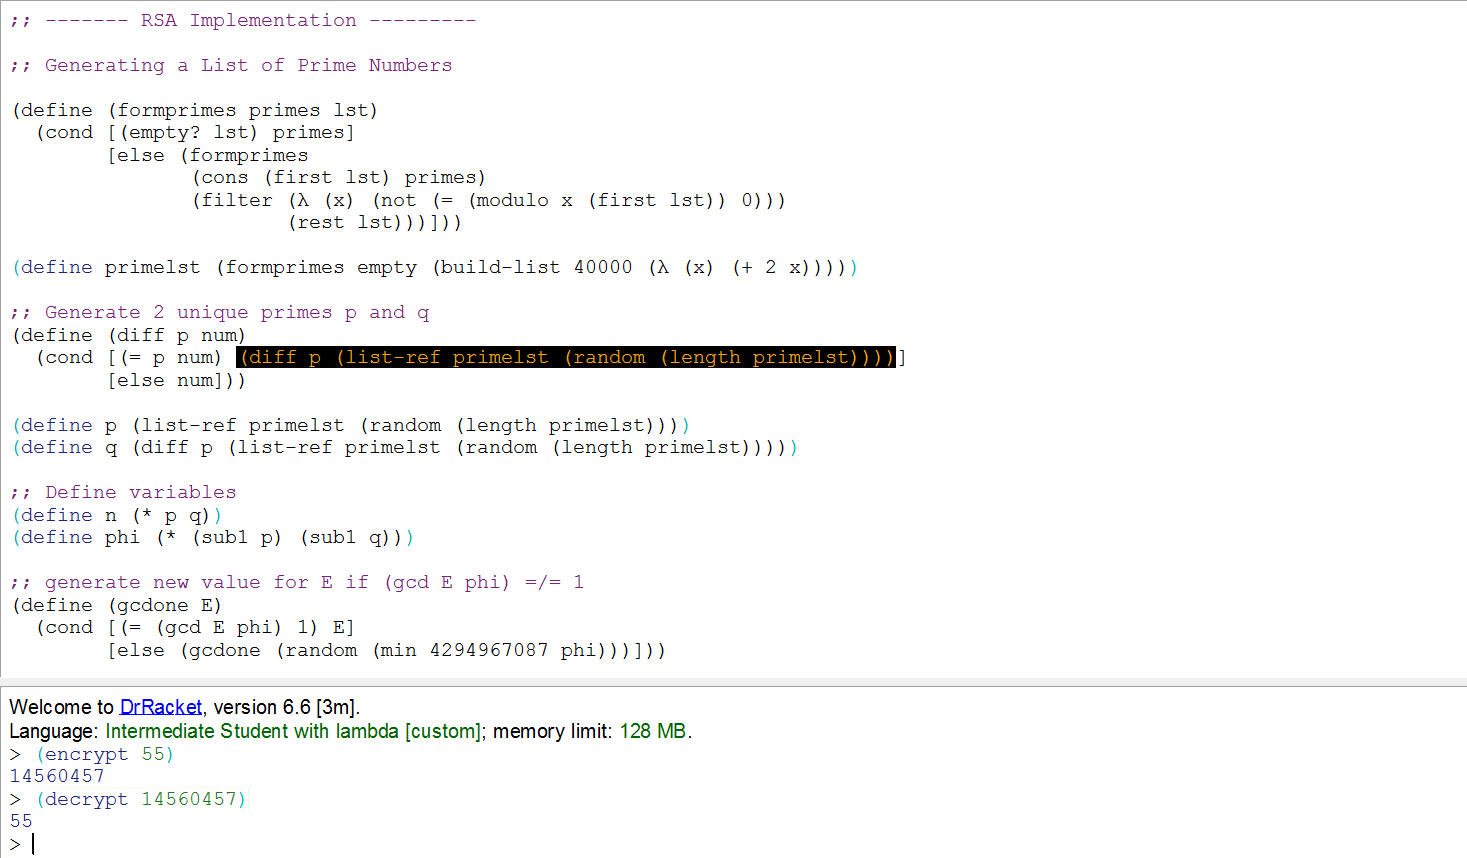 ;; ------- RSA Implementation ---------
;; Generating a List of Prime Numbers
(define (formprimes primes lst)
(cond [(empty? lst) primes]
[else (formprimes
(cons (first lst) primes)
(filter (λ (x) (not (= (modulo x (first lst)) 0)))
(rest lst)))]))
(define primelst (formprimes empty (build-list 40000 (λ (x) (+ 2 x)))))
;; Generate 2 unique primes p and q
(define (diff p num)
(cond [(= p num) (diff p (list-ref primelst (random (length primelst))))]
[else num]))
(define p (list-ref primelst (random (length primelst))))
(define q (diff p (list-ref primelst (random (length primelst)))))
;; Define variables
(define n (* p q))
(define phi (* (sub1 p) (sub1 q)))
;; generate new value for E if (gcd E phi) =/= 1
(define (gcdone E)
(cond [(= (gcd E phi) 1) E]
[else (gcdone (random (min 4294967087 phi)))]))
Welcome to DrRacket, version 6.6 [3m].
Language: Intermediate Student with lambda [custom]; memory limit: 128 MB.
> (encrypt 55)
14560457
> (decrypt 14560457)
55
>